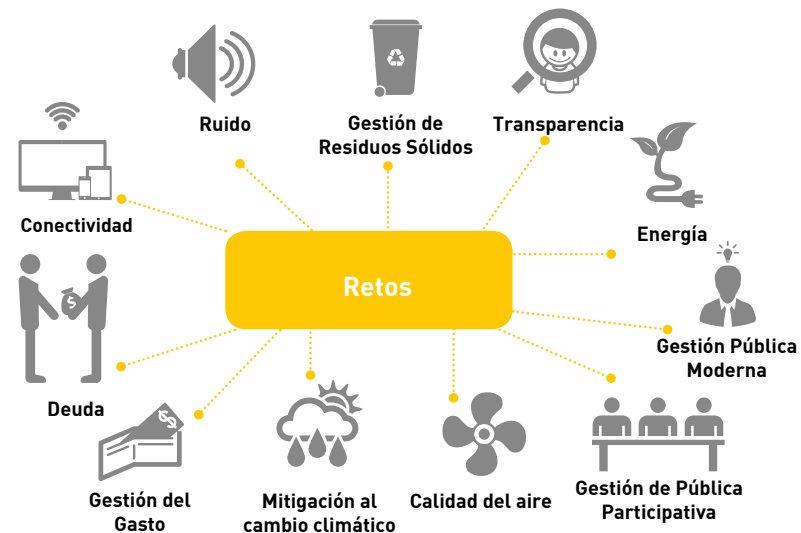 Ruido
Gestión de
Residuos Sólidos
Transparencia
Conectividad
Energía
Retos
Gestión Pública
Moderna
Deuda
Gestión del
Gasto
Mitigación al
cambio climático
Calidad del aire
Gestión de Pública
Participativa